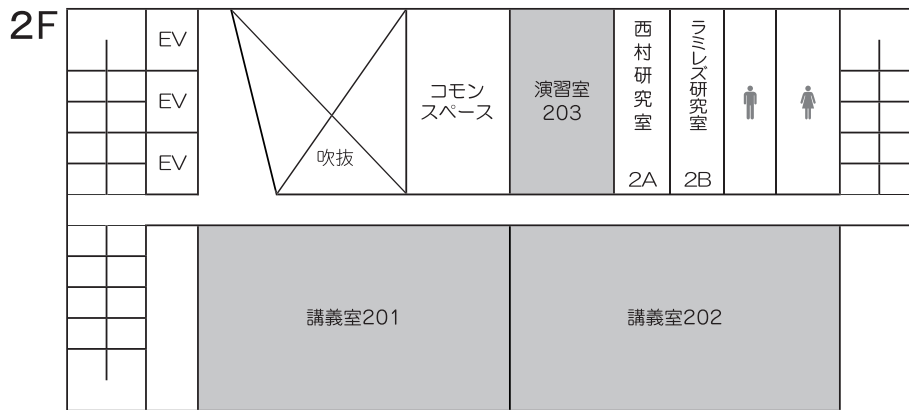 2F
EV
EV
EV
吹抜
コモン
スペース
演習室
203
西村研究室
2A
ラミレズ研究室
2B
講義室201
講義室202